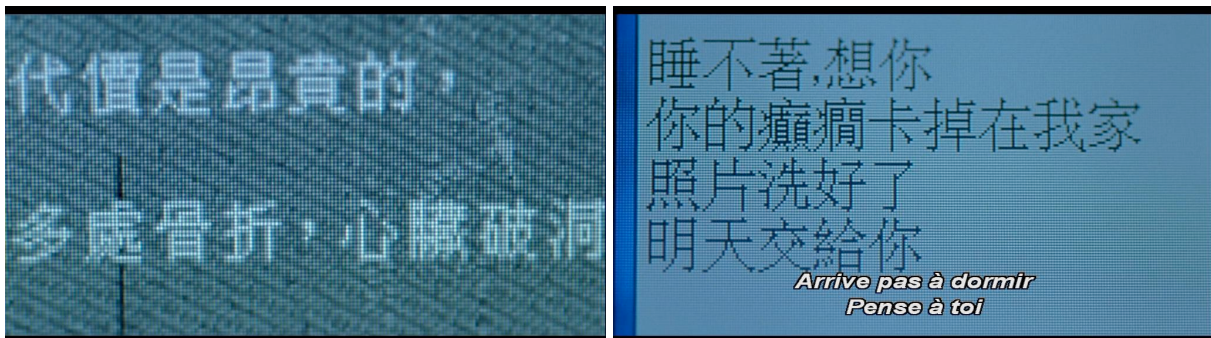 代價是昂貴的，
多處骨折，心臟破洞
睡不著,想你
你的癲癇卡掉在我家
照片洗好了
明天交給你
Arrive pas à dormir
Pense à toi